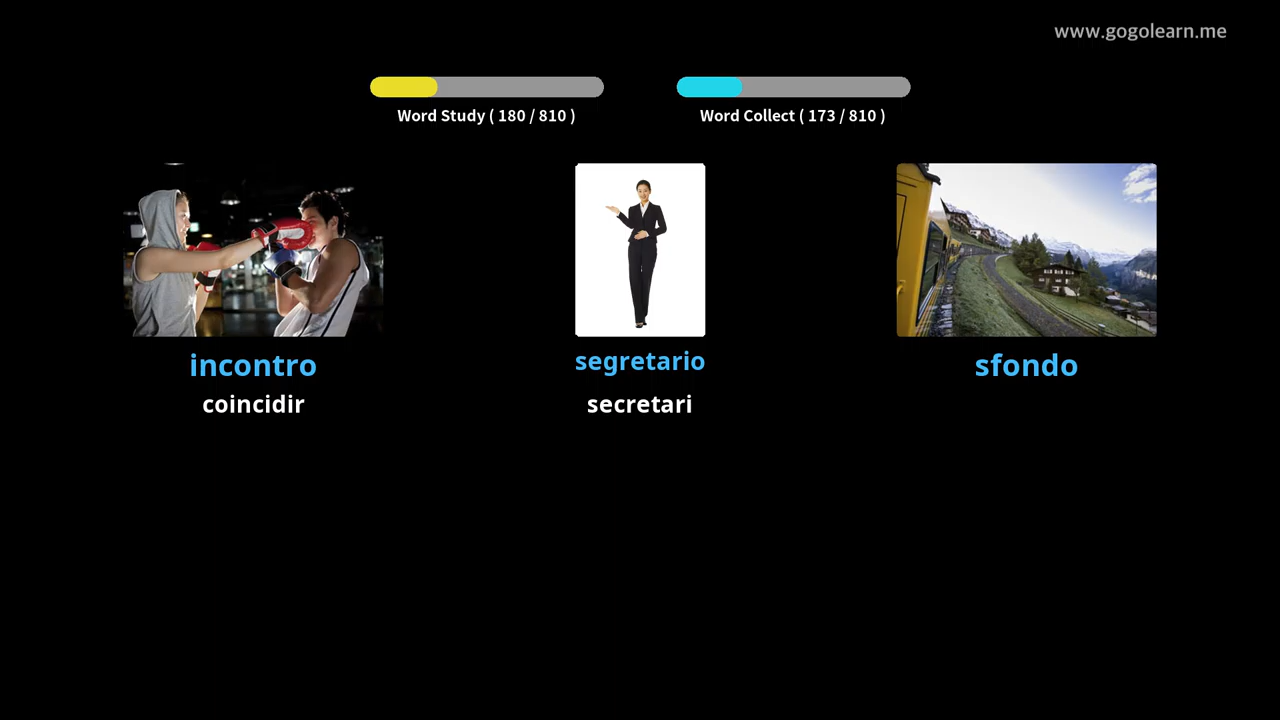 www.gogolearn.me
Word Study ( 180 / 810 )
Word Collect ( 173 / 810 )
incontro
segretario
sfondo
coincidir
secretari